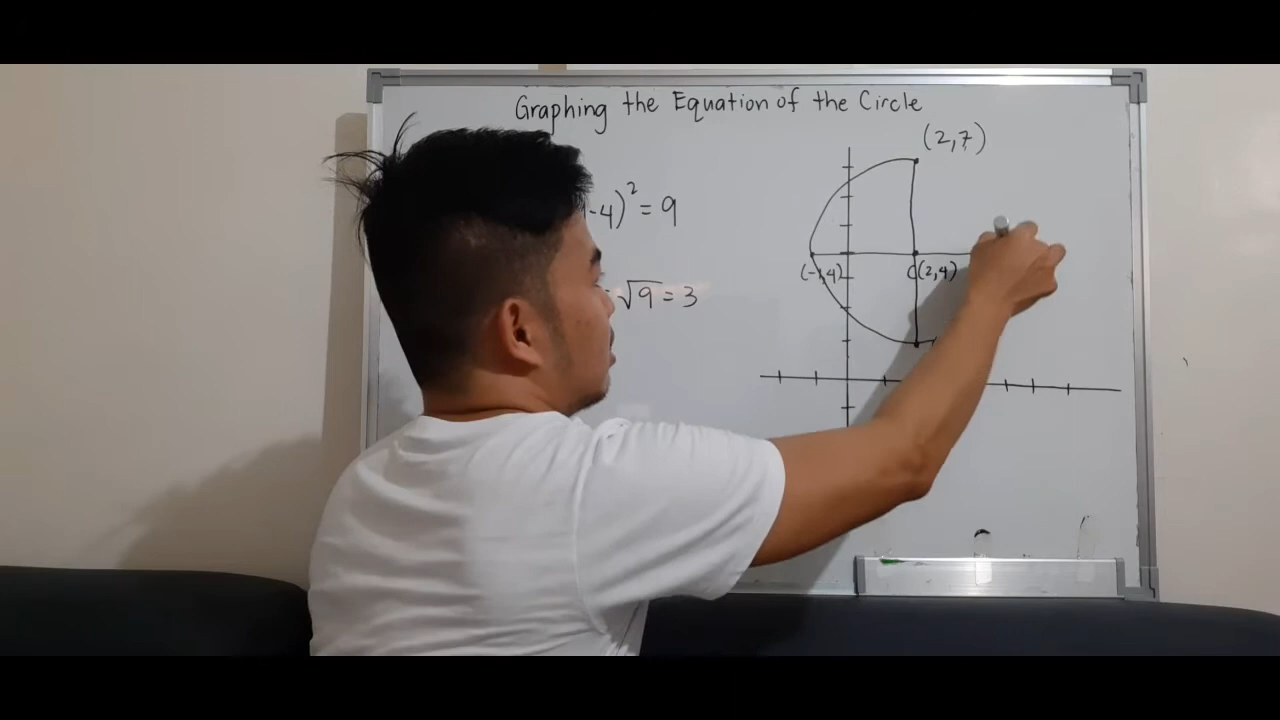 Graphing the Equation of the Circle
(2,7)
-4)² = 9
(-1,4)
C(2,4)
√9 = 3